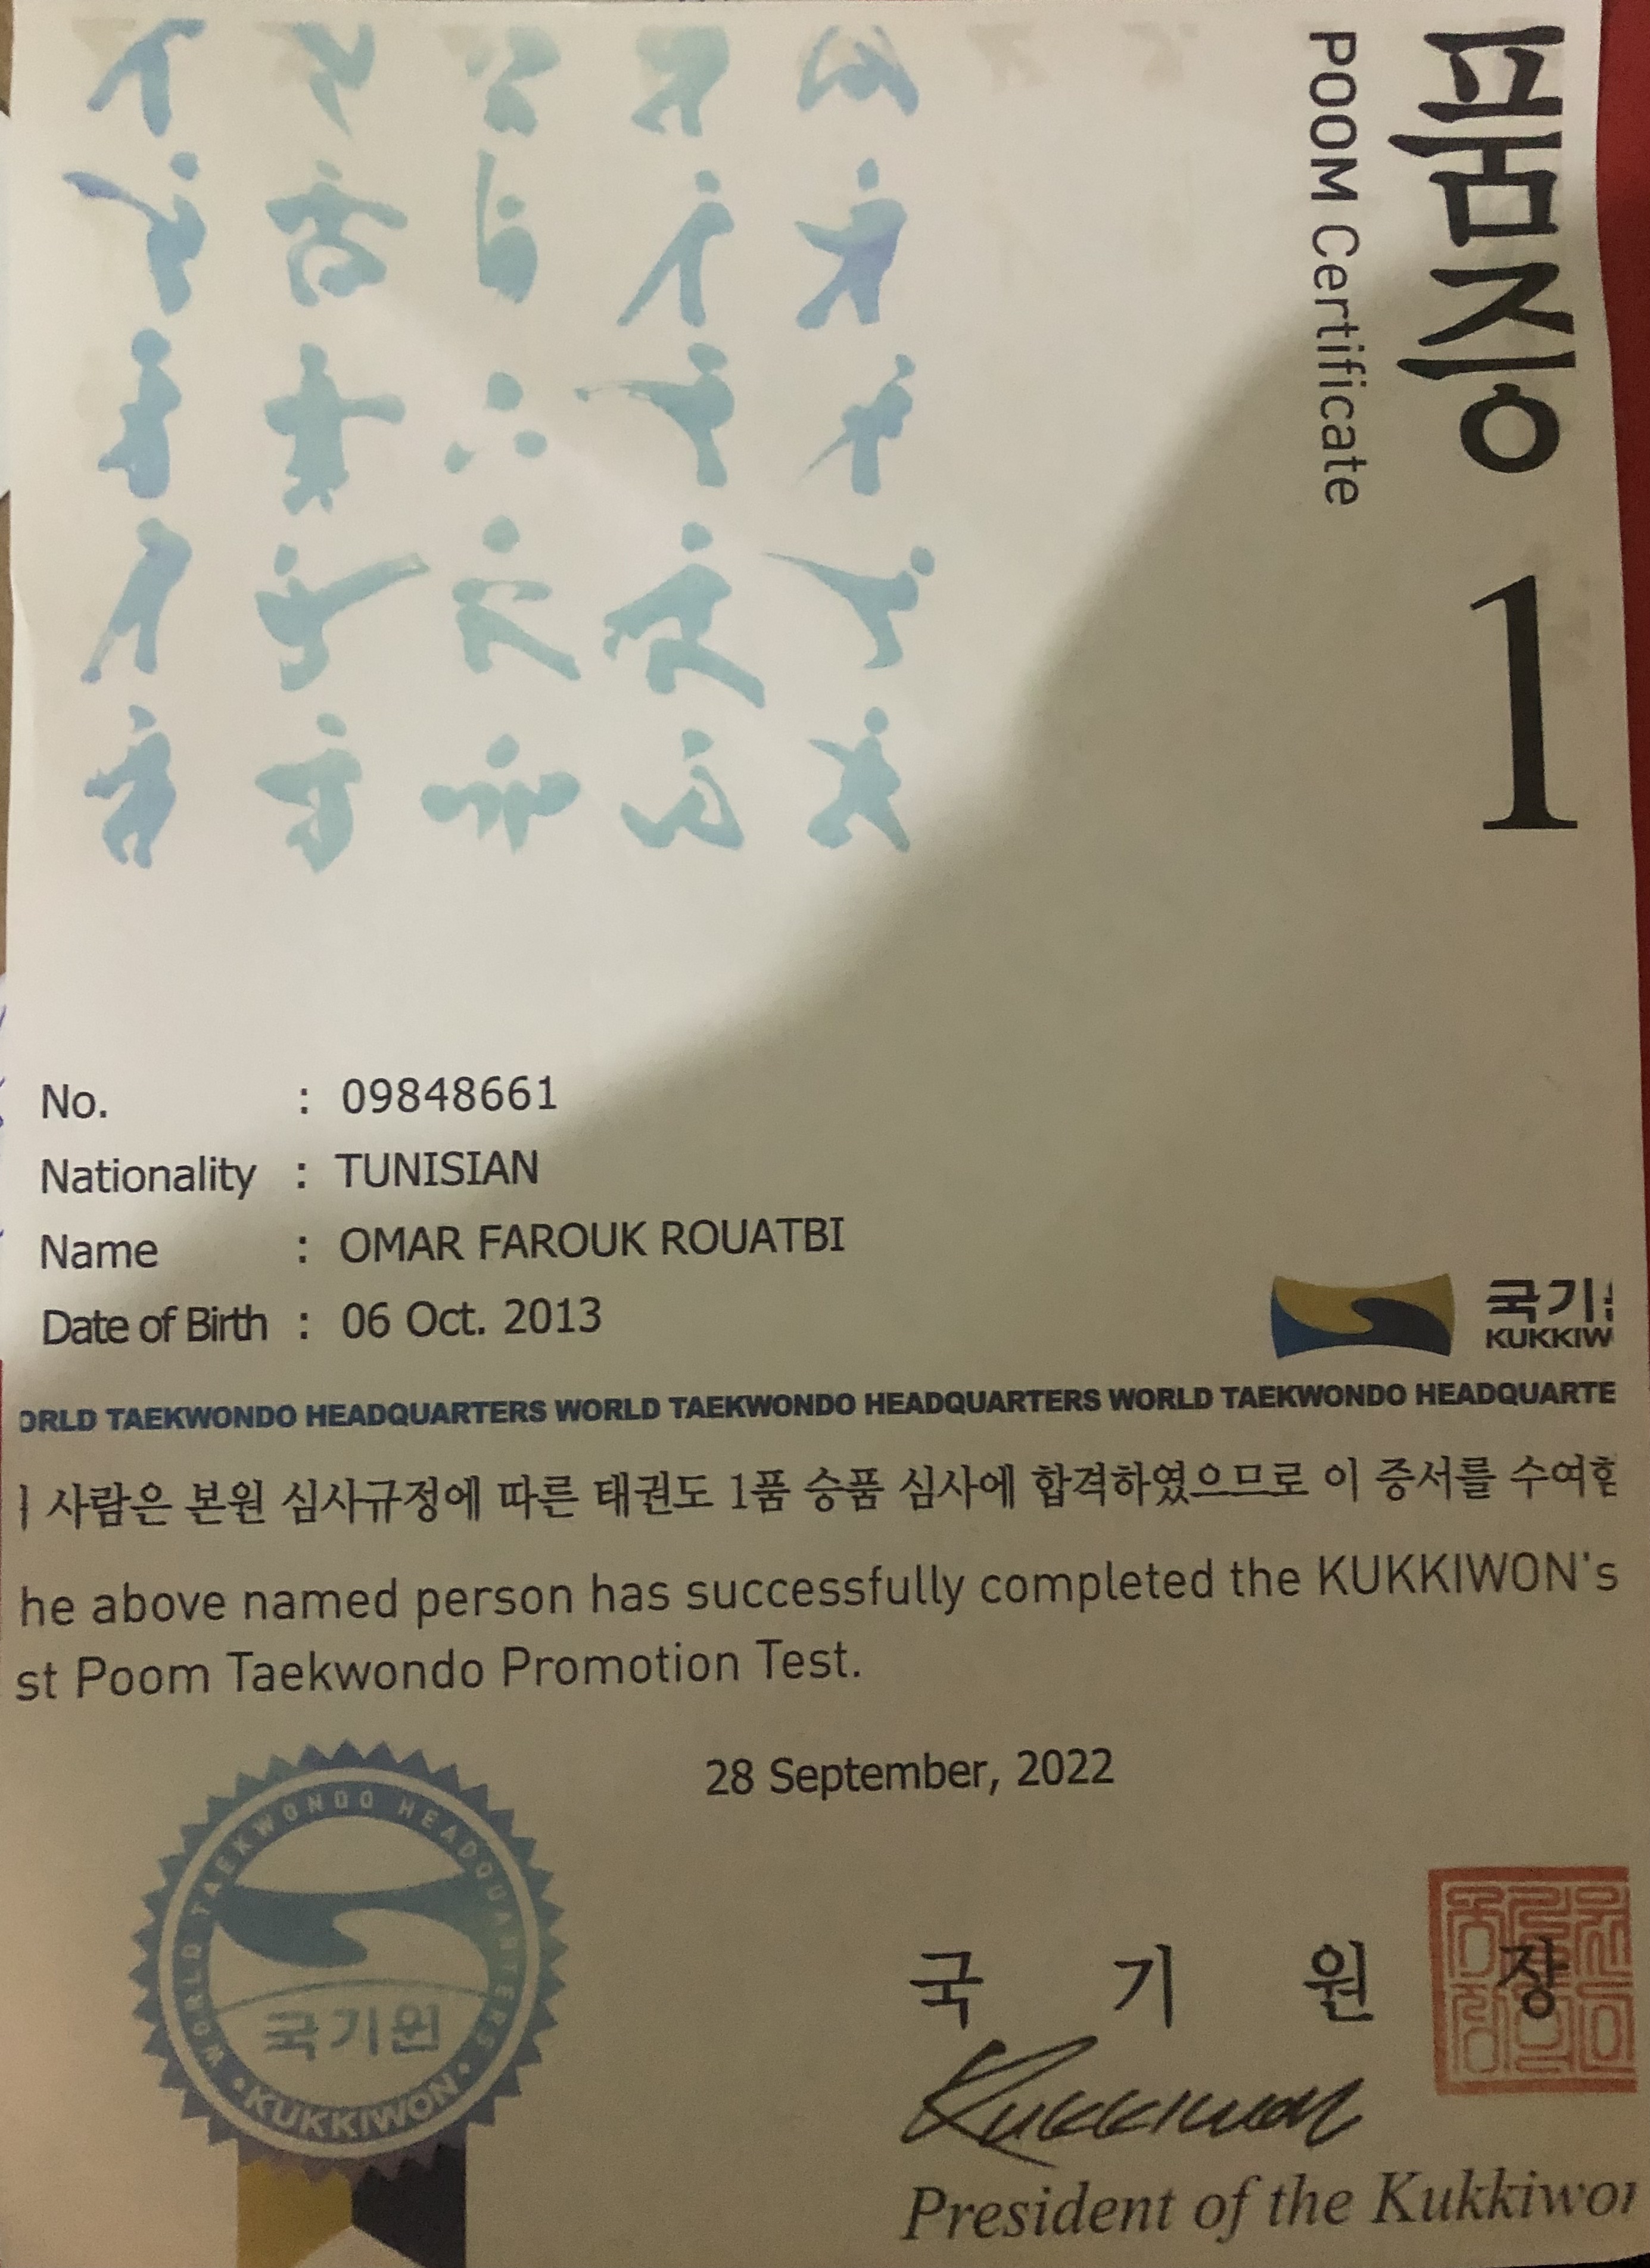 품증 1
POOM Certificate
No. : 09848661
Nationality : TUNISIAN
Name : OMAR FAROUK ROUATBI
Date of Birth : 06 Oct. 2013
국기
KUKKIW
ORLD TAEKWONDO HEADQUARTERS WORLD TAEKWONDO HEADQUARTERS WORLD TAEKWONDO HEADQUARTE
사람은 본원 심사규정에 따른 태권도 1품 승품 심사에 합격하였으므로 이 증서를 수여함
he above named person has successfully completed the KUKKIWON's
st Poom Taekwondo Promotion Test.
28 September, 2022
WORLD TAEKWONDO HEADQUARTERS
국기원
• KUKKIWON •
국 기 원 장
Kukkiwon
President of the Kukkiwon